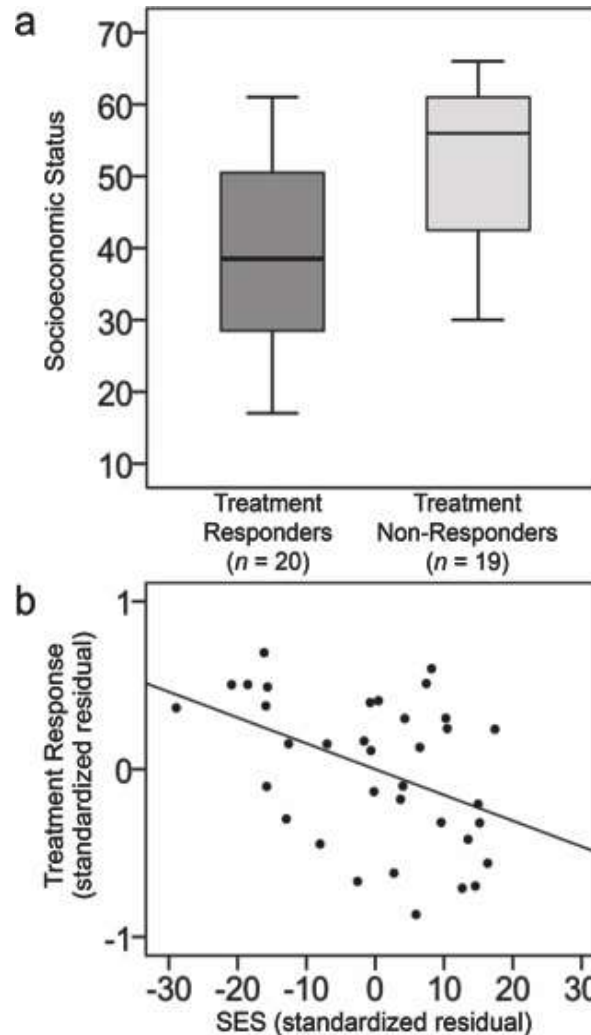 a
70
60
50
40
30
20
10
Socioeconomic Status
Treatment
Responders
(n = 20)
Treatment
Non-Responders
(n = 19)
b
1
0
-1
Treatment Response
(standardized residual)
-30 -20 -10 0 10 20 30
SES (standardized residual)